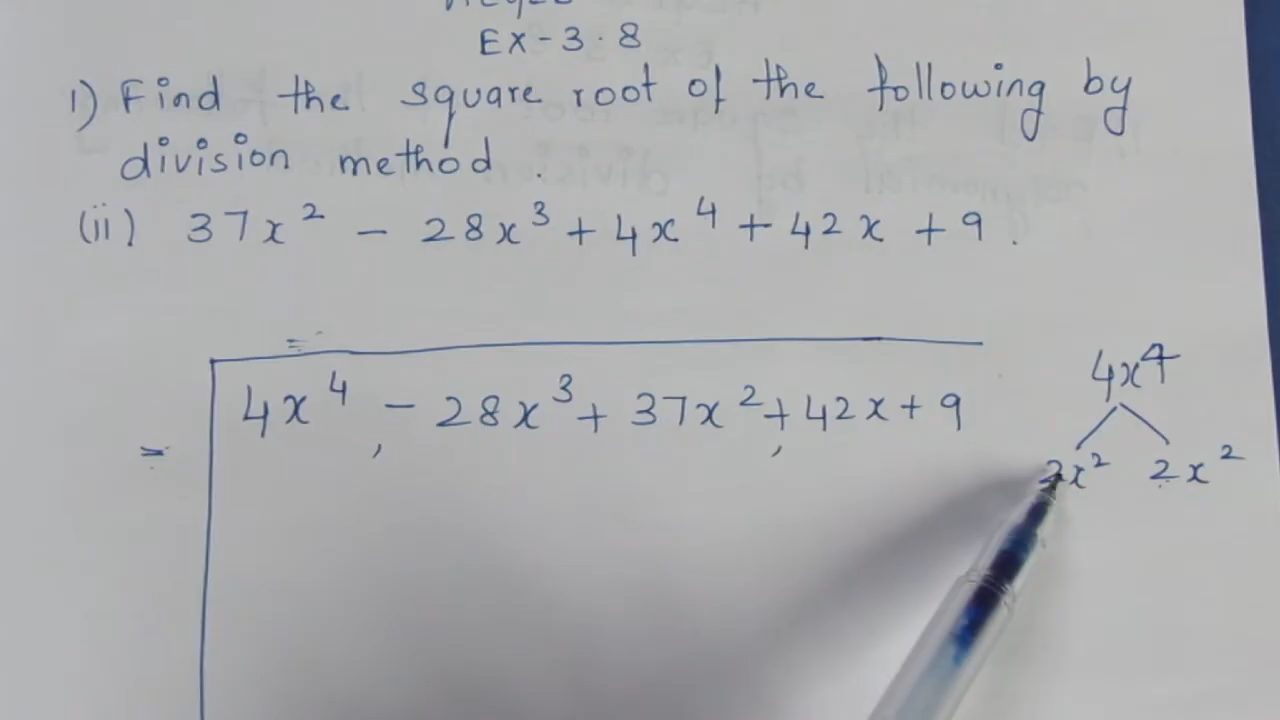 EX-3.8
1) Find the square root of the following by
division method.
(ii) 37x² - 28x³ + 4x⁴ + 42x + 9.
= 4x⁴ - 28x³ + 37x² + 42x + 9
4x⁴
2x² 2x²